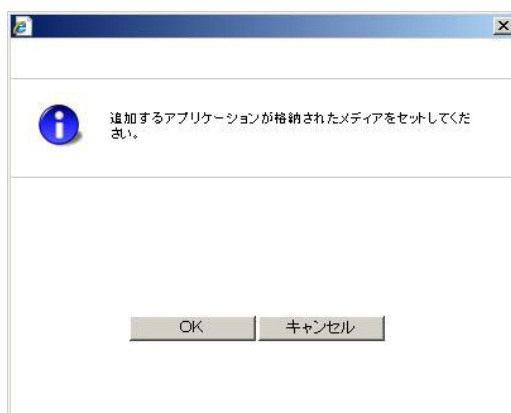 追加するアプリケーションが格納されたメディアをセットしてくだ
さい。
OK
キャンセル